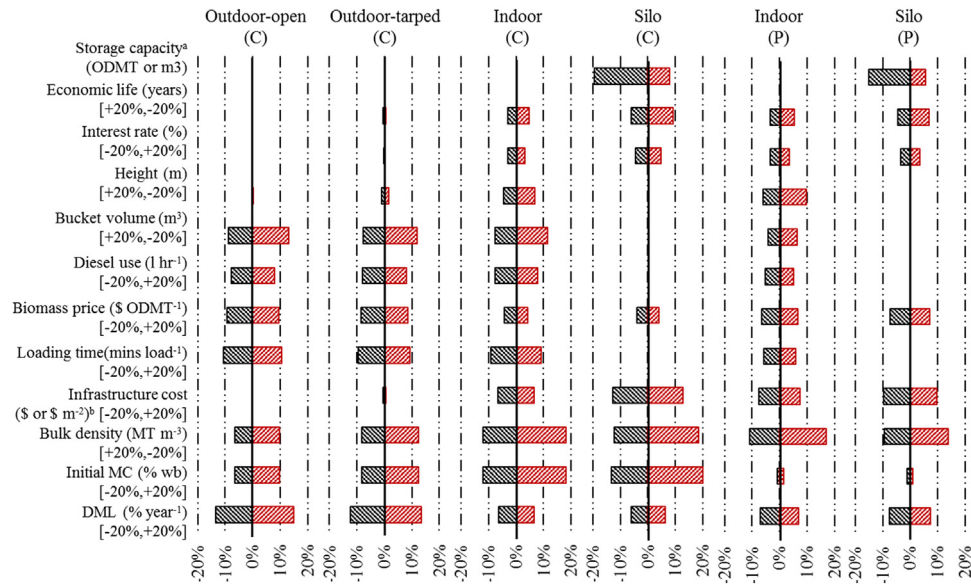 Outdoor-open Outdoor-tarped Indoor Silo Indoor Silo
(C) (C) (C) (C) (P) (P)
Storage capacityᵃ
(ODMT or m3)
Economic life (years)
[+20%,-20%]
Interest rate (%)
[-20%,+20%]
Height (m)
[+20%,-20%]
Bucket volume (m³)
[+20%,-20%]
Diesel use (l hr⁻¹)
[-20%,+20%]
Biomass price ($ ODMT⁻¹)
[-20%,+20%]
Loading time(mins load⁻¹)
[-20%,+20%]
Infrastructure cost
($ or $ m⁻²)ᵇ [-20%,+20%]
Bulk density (MT m⁻³)
[+20%,-20%]
Initial MC (% wb)
[-20%,+20%]
DML (% year⁻¹)
[-20%,+20%]
-20% -10% 0% 10% 20% -20% -10% 0% 10% 20% -20% -10% 0% 10% 20% -20% -10% 0% 10% 20% -20% -10% 0% 10% 20% -20% -10% 0% 10% 20%